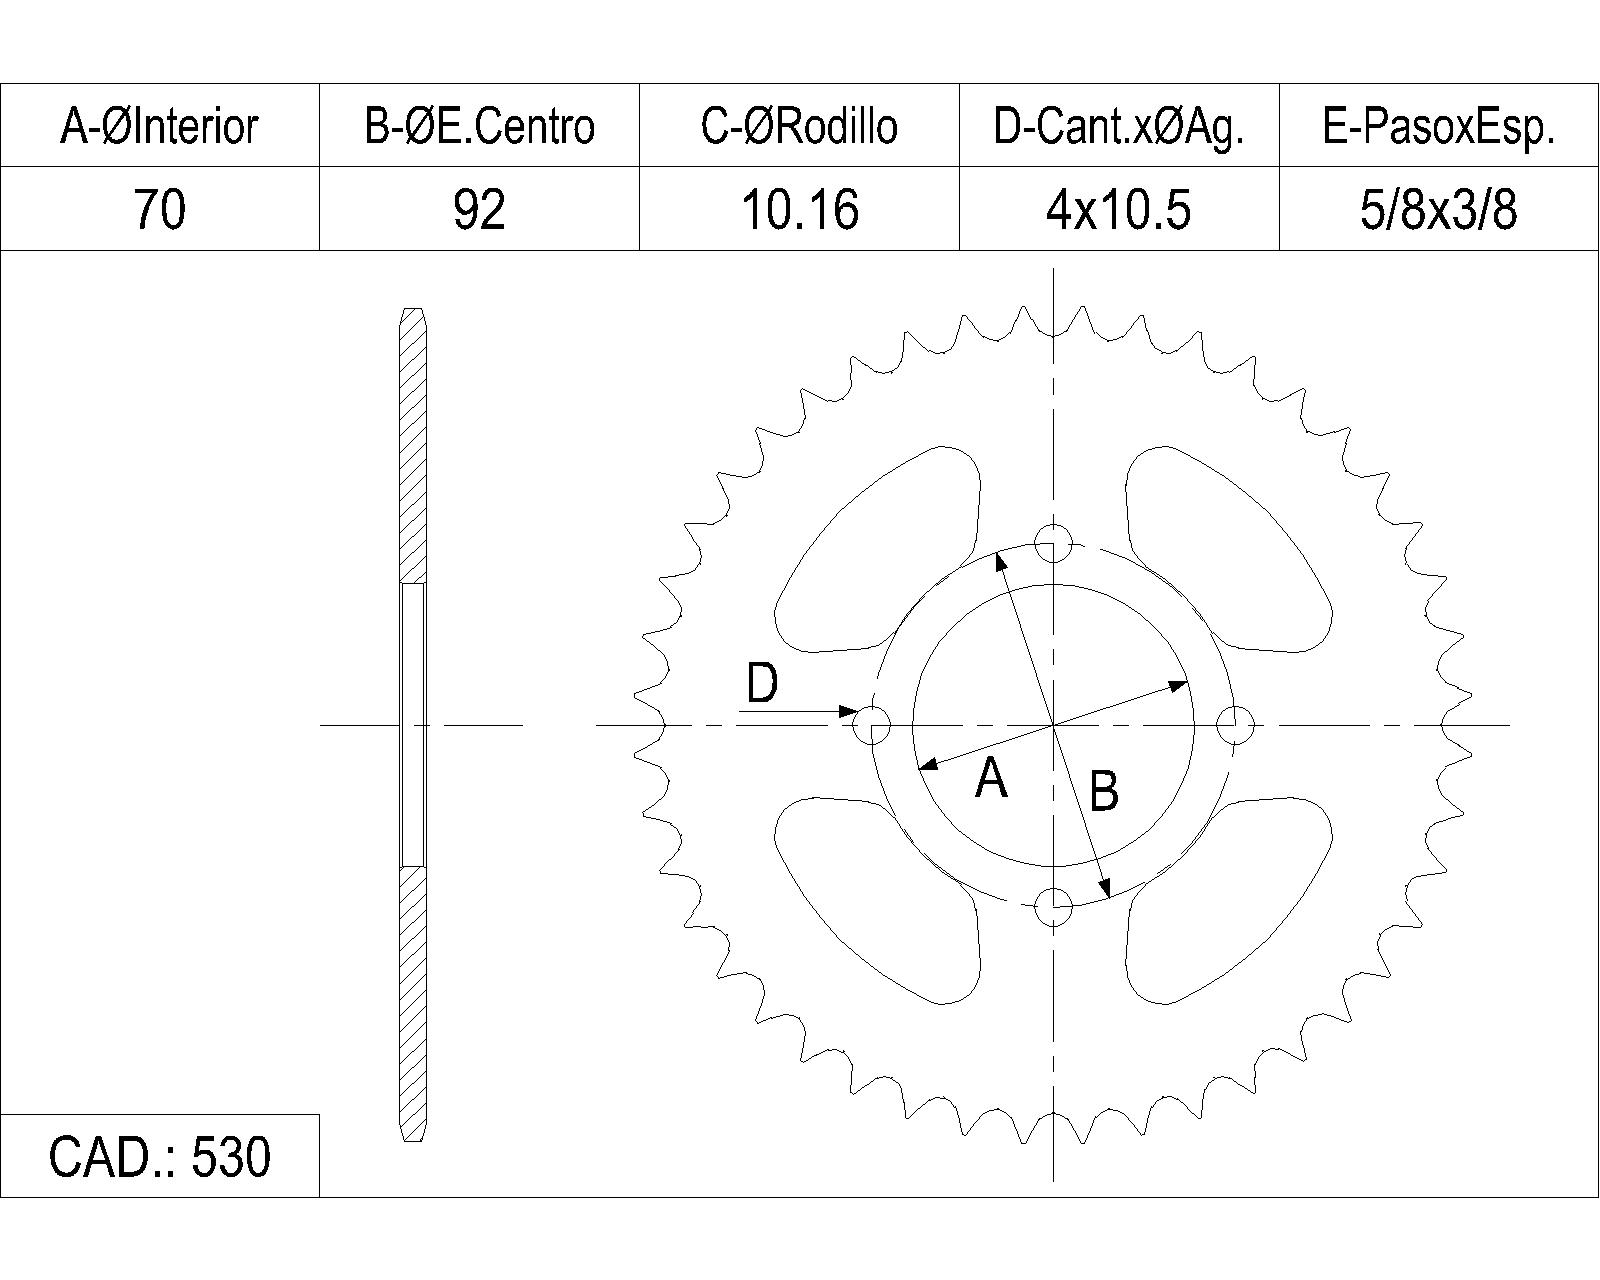 A-ØInterior B-ØE.Centro C-ØRodillo D-Cant.xØAg. E-PasoxEsp.
70 92 10.16 4x10.5 5/8x3/8
D
A
B
CAD.: 530